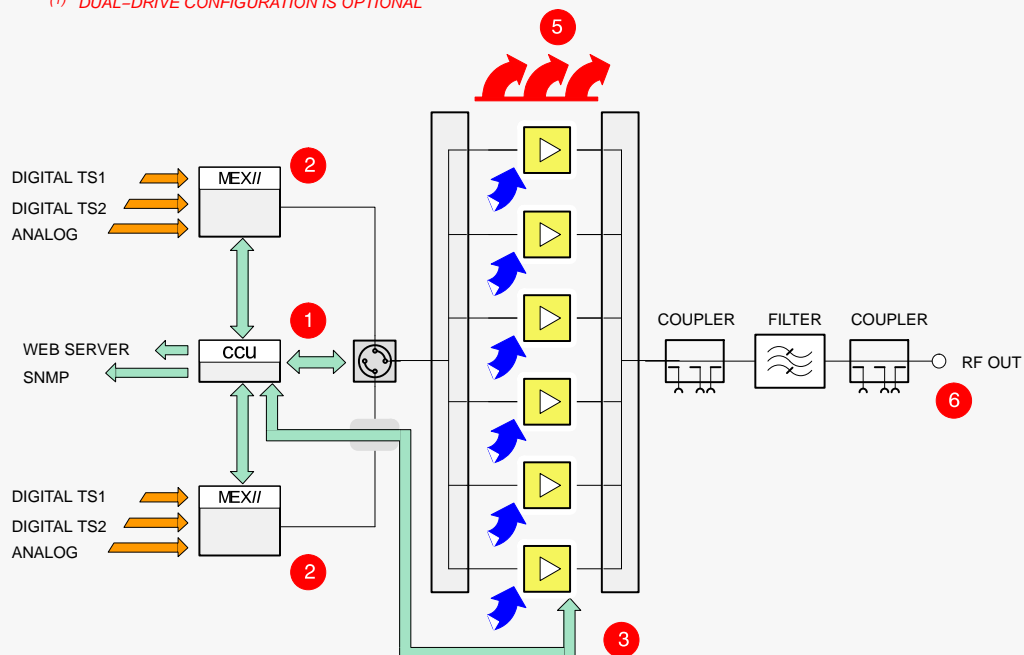 (1) DUAL-DRIVE CONFIGURATION IS OPTIONAL
5
2
DIGITAL TS1
MEX//
DIGITAL TS2
ANALOG
1
COUPLER
FILTER
COUPLER
WEB SERVER
CCU
SNMP
RF OUT
6
DIGITAL TS1
MEX//
DIGITAL TS2
ANALOG
2
3